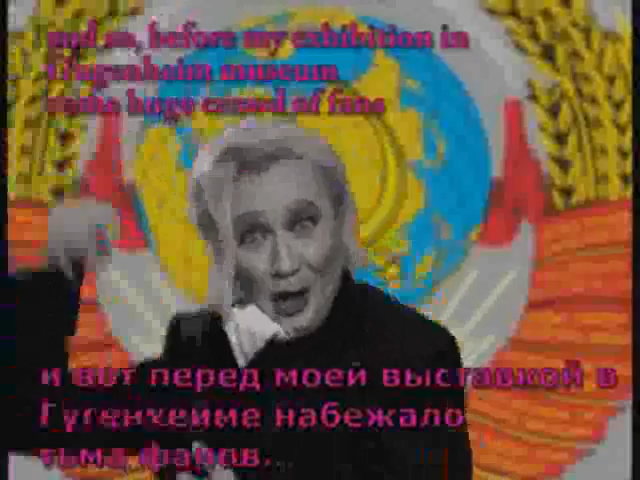 and so, before my exhibition in
Gugenheim museum
came huge crowd of fans
и вот перед моей выставкой в
Гугенхейме набежало
тьма фанов.